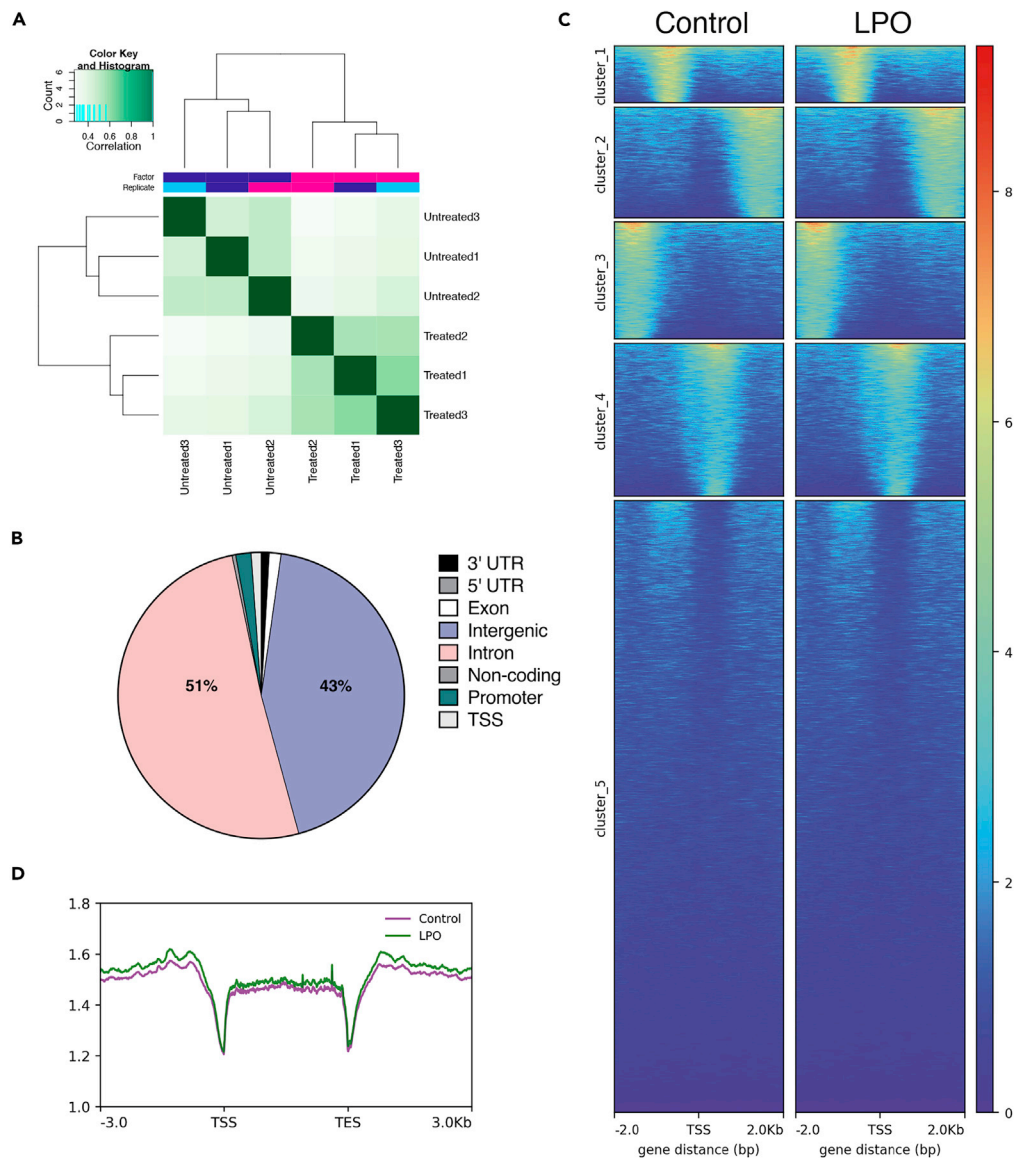 A
Color Key
and Histogram
Count
0 2 4 6
0.4 0.6 0.8 1
Correlation
Factor
Replicate
Untreated3
Untreated1
Untreated2
Treated2
Treated1
Treated3
Untreated3
Untreated1
Untreated2
Treated2
Treated1
Treated3
B
51%
43%
3' UTR
5' UTR
Exon
Intergenic
Intron
Non-coding
Promoter
TSS
D
1.8
1.6
1.4
1.2
1.0
Control
LPO
-3.0 TSS TES 3.0Kb
C
Control LPO
cluster_1
cluster_2
cluster_3
cluster_4
cluster_5
8
6
4
2
0
-2.0 TSS 2.0Kb -2.0 TSS 2.0Kb
gene distance (bp) gene distance (bp)